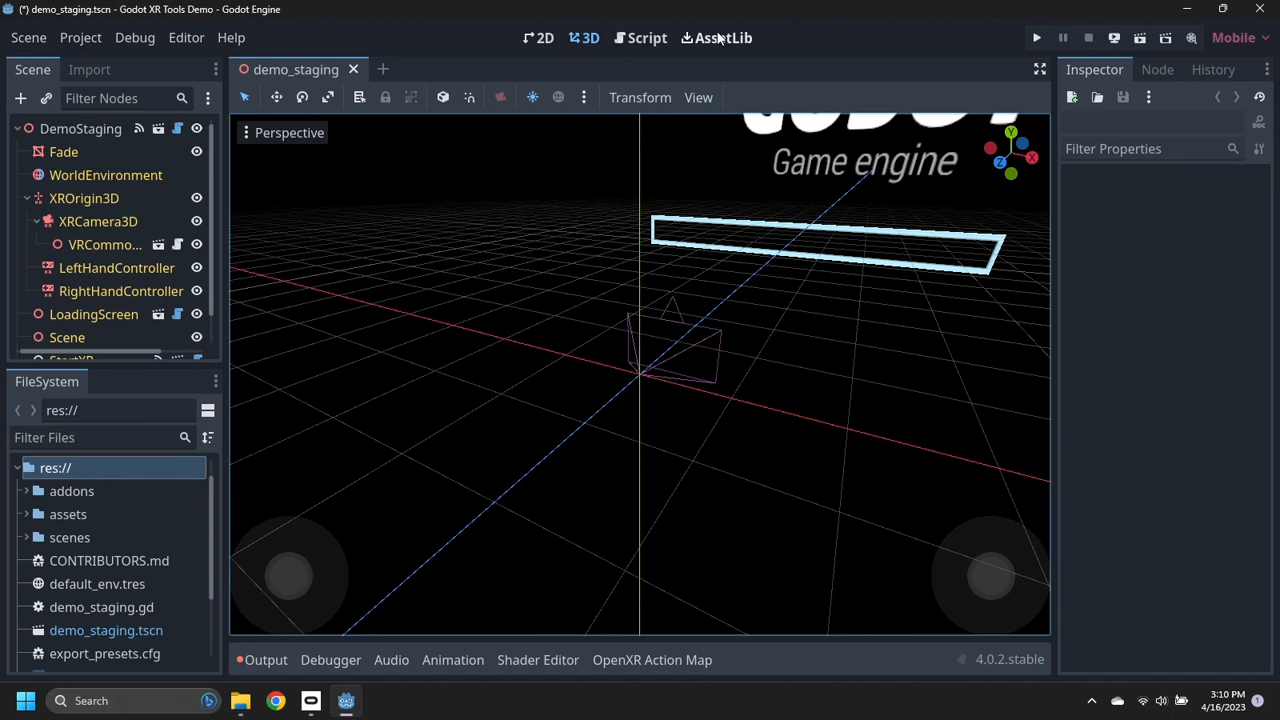 (*) demo_staging.tscn - Godot XR Tools Demo - Godot Engine
Scene Project Debug Editor Help
2D 3D Script AssetLib
Mobile
Scene Import
demo_staging
Inspector Node History
Filter Nodes
Transform View
DemoStaging
Fade
WorldEnvironment
XROrigin3D
XRCamera3D
VRCommo...
LeftHandController
RightHandController
LoadingScreen
Scene
StartXR
Perspective
Game engine
Y
X
Z
Filter Properties
FileSystem
res://
Filter Files
res://
addons
assets
scenes
CONTRIBUTORS.md
default_env.tres
demo_staging.gd
demo_staging.tscn
export_presets.cfg
Output Debugger Audio Animation Shader Editor OpenXR Action Map
4.0.2.stable
Search
3:10 PM
4/16/2023
1